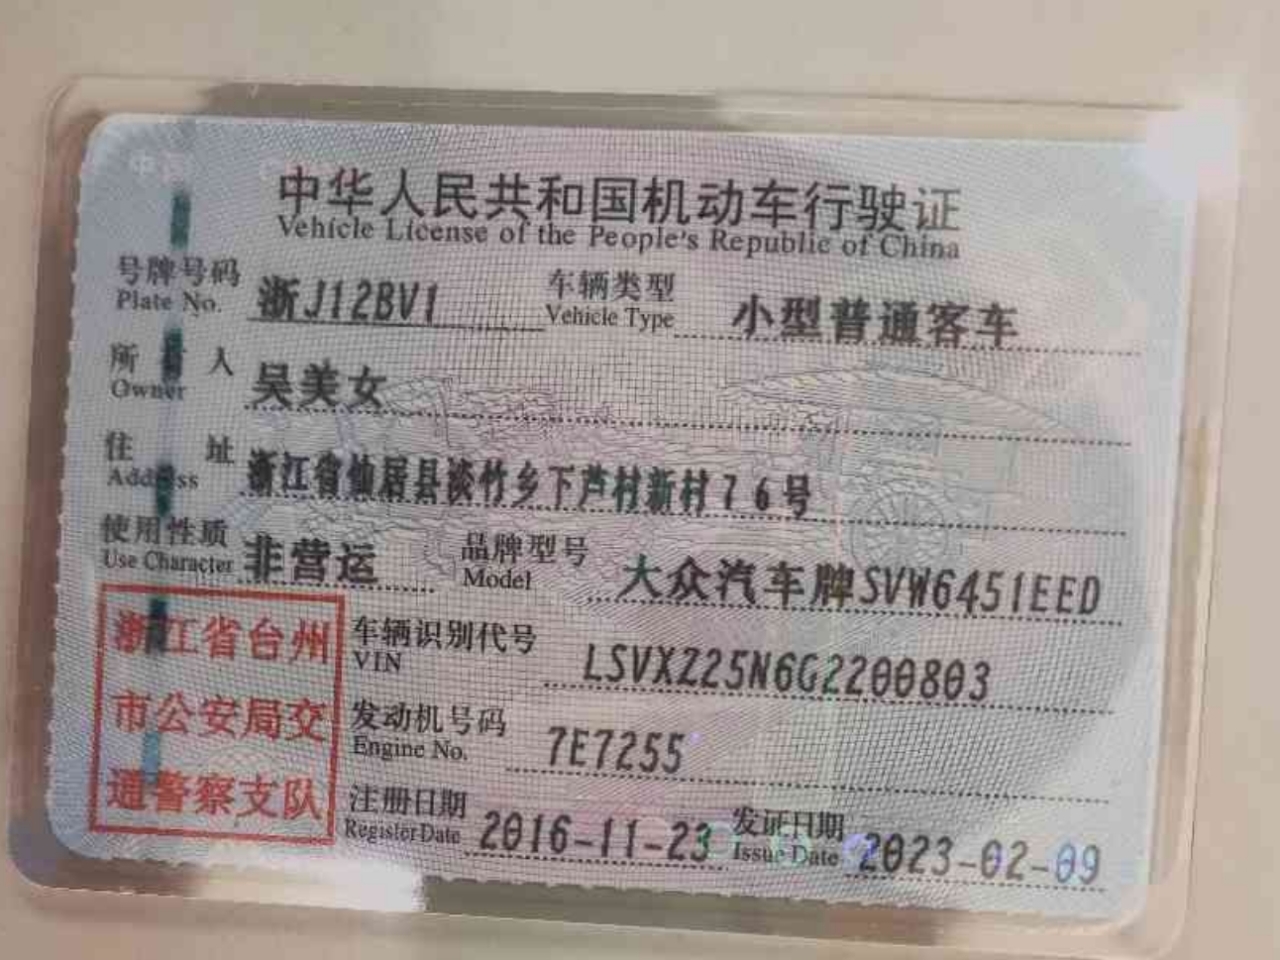 中华人民共和国机动车行驶证
Vehicle License of the People's Republic of China
号牌号码 浙J12BV1 车辆类型 小型普通客车
Plate No. Vehicle Type
所有人 吴美女
Owner
住址 浙江省仙居县淡竹乡下芦村新村76号
Address
使用性质 非营运 品牌型号 大众汽车牌SVW6451EED
Use Character Model
浙江省台州 车辆识别代号 LSVXZ25N6G2200803
VIN
市公安局交 发动机号码 7E7255
Engine No.
通警察支队 注册日期 2016-11-23 发证日期 2023-02-09
Register Date Issue Date